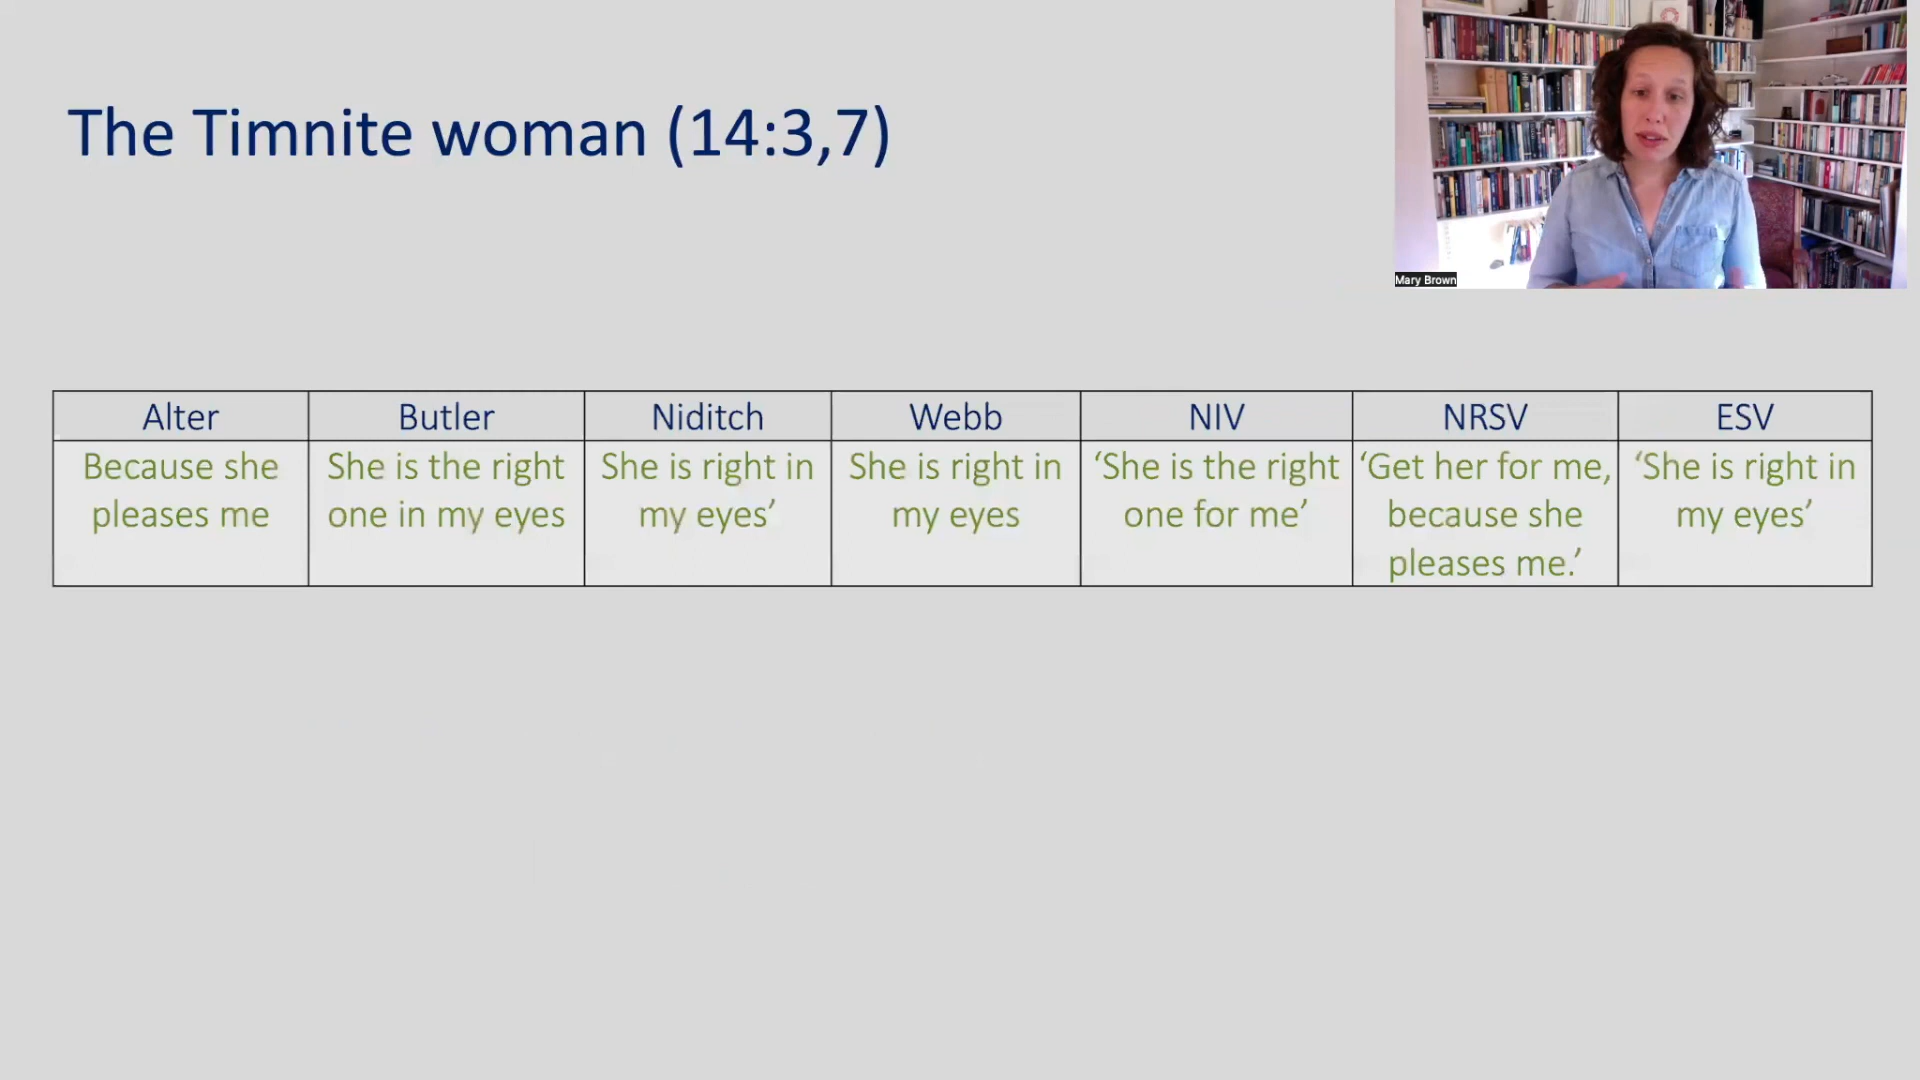 The Timnite woman (14:3,7)
Mary Brown
Alter
Butler
Niditch
Webb
NIV
NRSV
ESV
Because she
pleases me
She is the right
one in my eyes
She is right in
my eyes’
She is right in
my eyes
‘She is the right
one for me’
‘Get her for me,
because she
pleases me.’
‘She is right in
my eyes’